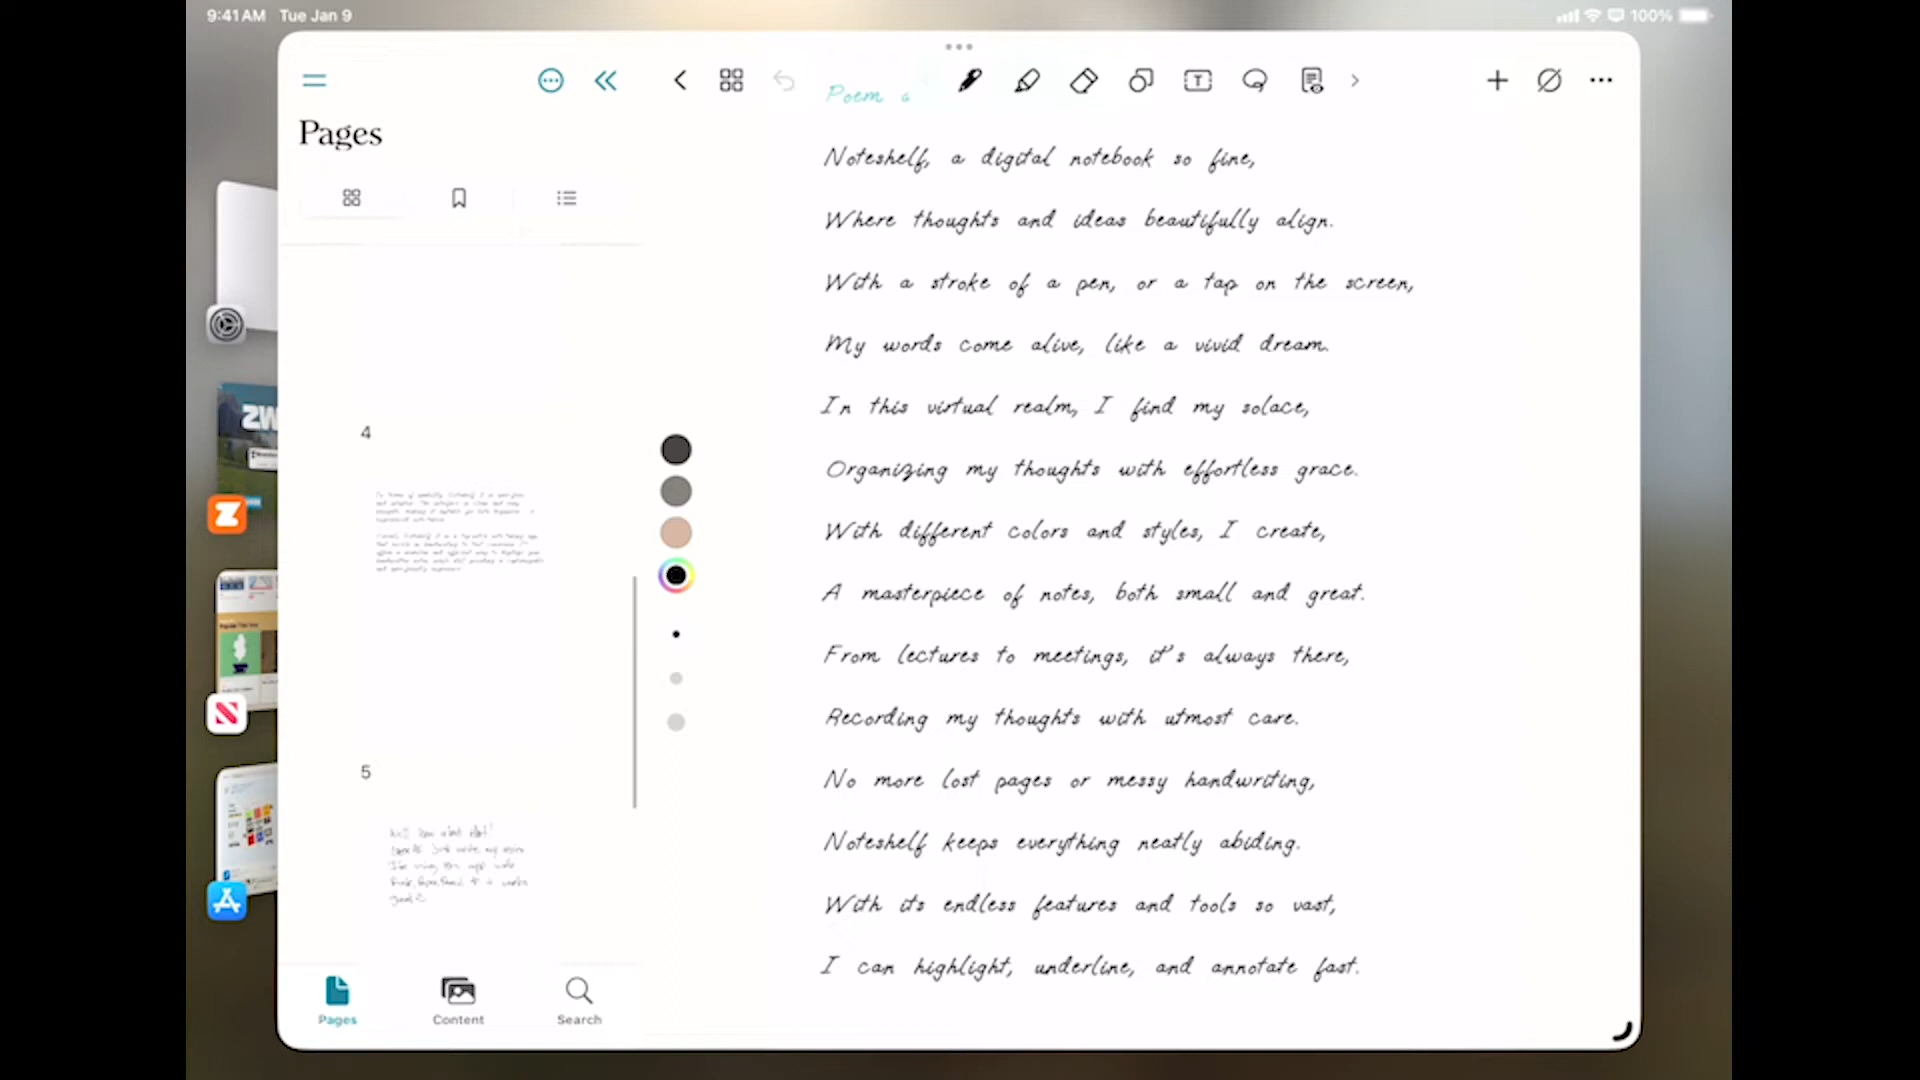 9:41 AM Tue Jan 9
100%
Pages
Poem a
Noteshelf, a digital notebook so fine,
Where thoughts and ideas beautifully align.
With a stroke of a pen, or a tap on the screen,
My words come alive, like a vivid dream.
In this virtual realm, I find my solace,
Organizing my thoughts with effortless grace.
With different colors and styles, I create,
A masterpiece of notes, both small and great.
From lectures to meetings, it's always there,
Recording my thoughts with utmost care.
No more lost pages or messy handwriting,
Noteshelf keeps everything neatly abiding.
With its endless features and tools so vast,
I can highlight, underline, and annotate fast.
4
5
ZW
Pages
Content
Search